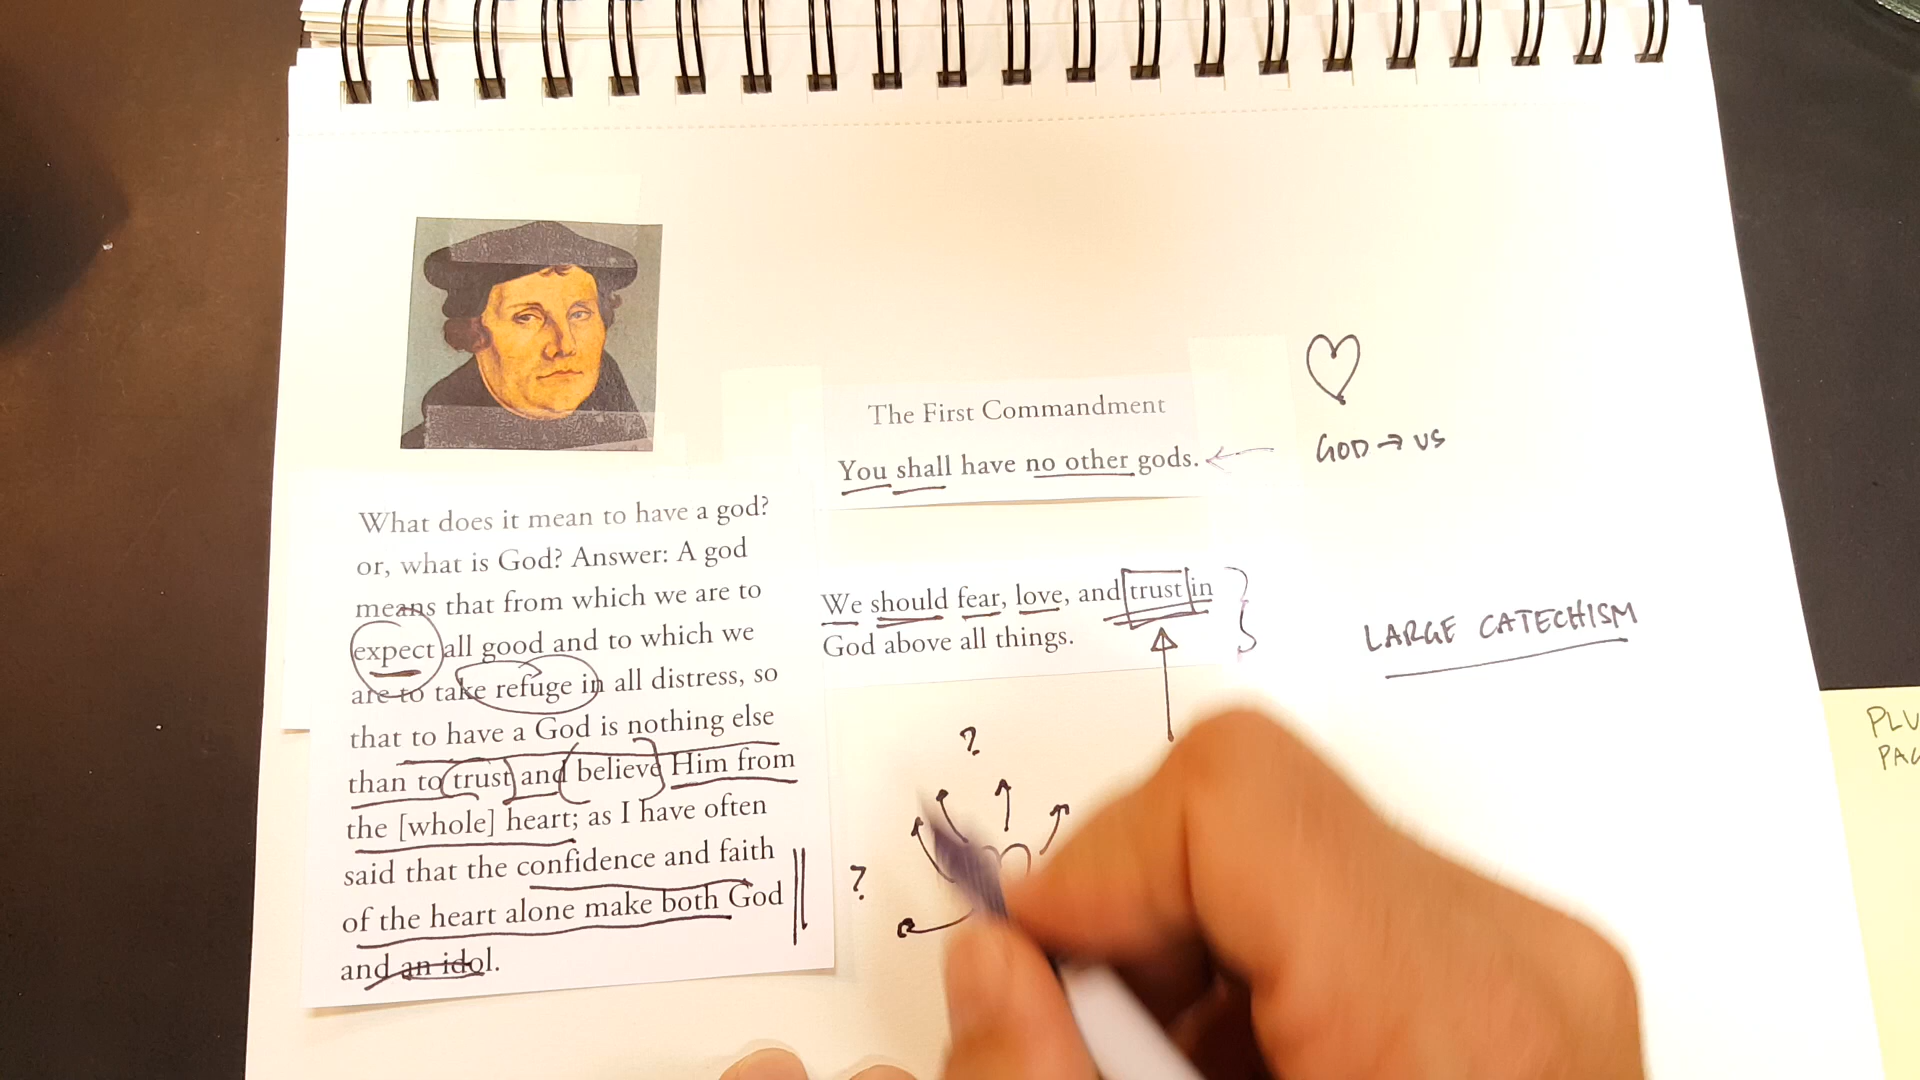 The First Commandment
You shall have no other gods.
GOD → US
What does it mean to have a god?
or, what is God? Answer: A god
means that from which we are to
expect all good and to which we
are to take refuge in all distress, so
that to have a God is nothing else
than to trust and believe Him from
the [whole] heart; as I have often
said that the confidence and faith
of the heart alone make both God
and an idol.
We should fear, love, and trust in
God above all things.
LARGE CATECHISM
?
?
PLU
PAG